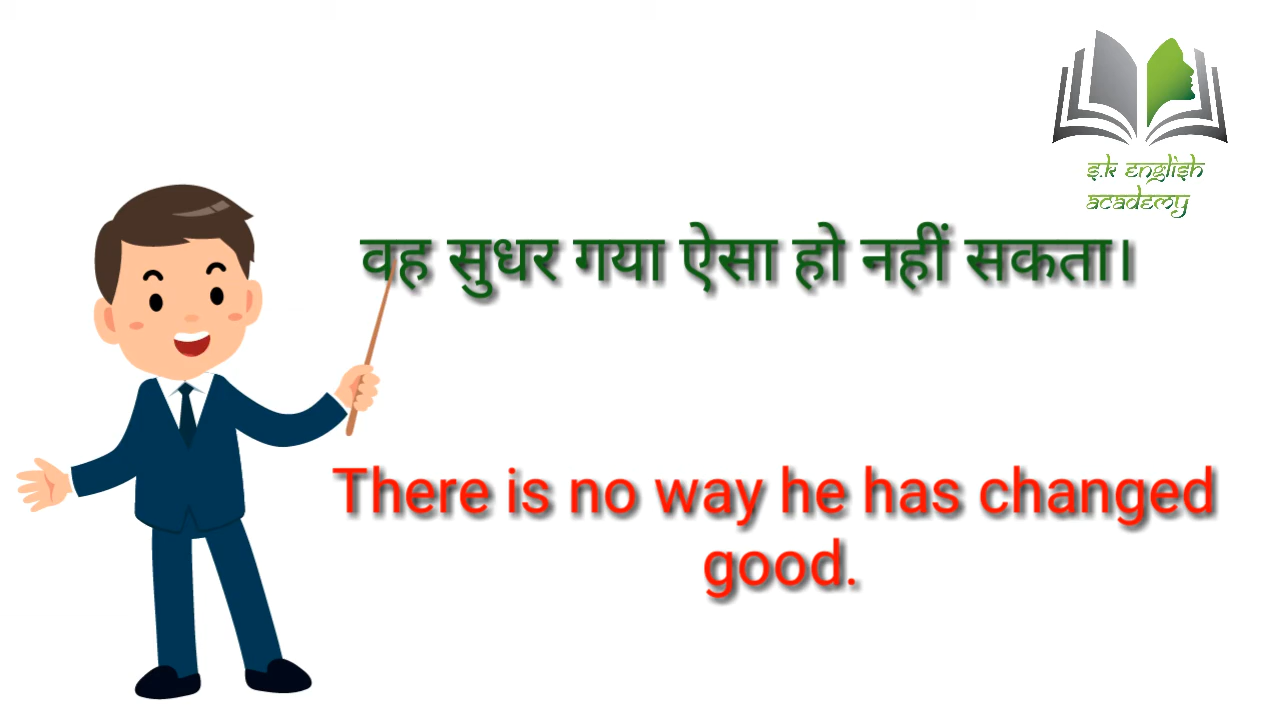 S.K English
Academy
वह सुधर गया ऐसा हो नहीं सकता।
There is no way he has changed
good.